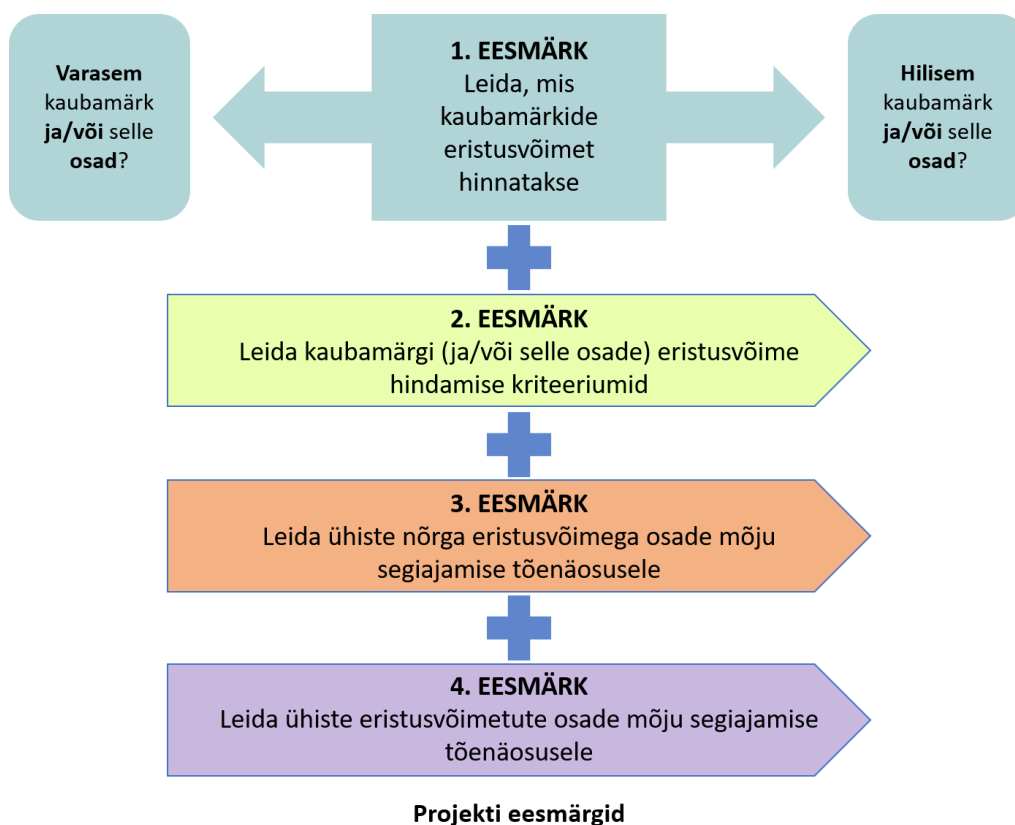 Varasem
kaubamärk
ja/või selle
osad?
1. EESMÄRK
Leida, mis
kaubamärkide
eristusvõimet
hinnatakse
Hilisem
kaubamärk
ja/või selle
osad?
2. EESMÄRK
Leida kaubamärgi (ja/või selle osade) eristusvõime
hindamise kriteeriumid
3. EESMÄRK
Leida ühiste nõrga eristusvõimega osade mõju
segiajamise tõenäosusele
4. EESMÄRK
Leida ühiste eristusvõimetute osade mõju segiajamise
tõenäosusele
Projekti eesmärgid